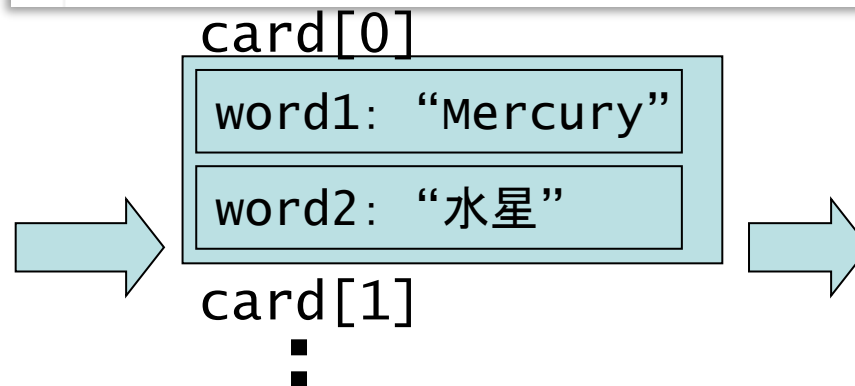 card[0]
word1: “Mercury”
word2: “水星”
card[1]
⋮